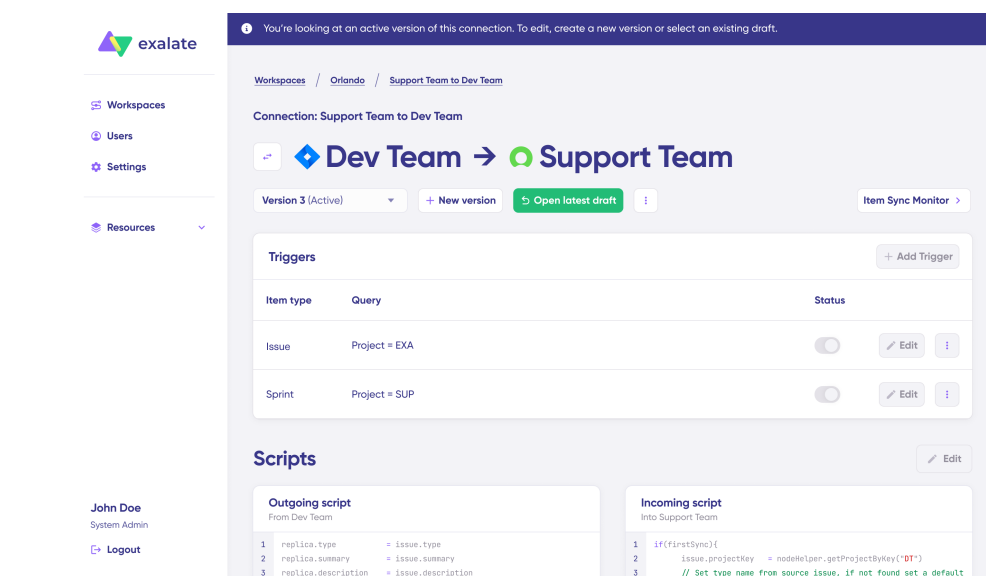 exalate
You're looking at an active version of this connection. To edit, create a new version or select an existing draft.
Workspaces
Users
Settings
Resources
John Doe
System Admin
Logout
Workspaces / Orlando / Support Team to Dev Team
Connection: Support Team to Dev Team
Dev Team → Support Team
Version 3 (Active) + New version Open latest draft Item Sync Monitor >
Triggers + Add Trigger
Item type Query Status
Issue Project = EXA Edit
Sprint Project = SUP Edit
Scripts Edit
Outgoing script
From Dev Team
1 replica.type = issue.type
2 replica.summary = issue.summary
3 replica.description = issue.description
Incoming script
Into Support Team
1 if(firstSync){
2 issue.projectKey = nodeHelper.getProjectByKey("DT")
3 // Set type name from source issue, if not found set a default